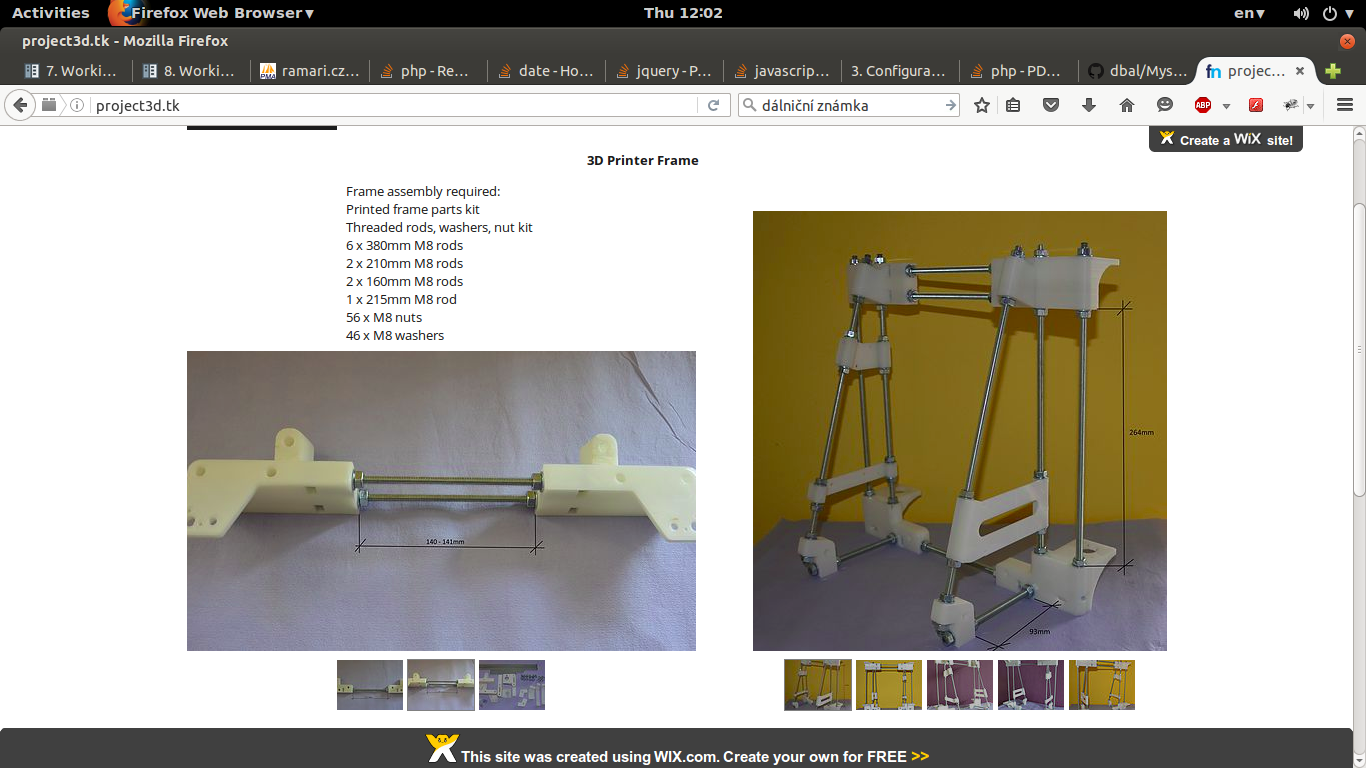 Activities
Firefox Web Browser
Thu 12:02
en
project3d.tk - Mozilla Firefox
7. Worki...
8. Worki...
ramari.cz...
php - Re...
date - Ho...
jquery - P...
javascrip...
3. Configura...
php - PD...
dbal/Mys...
projec...
project3d.tk
dálniční známka
ABP
Create a WiX site!
3D Printer Frame
Frame assembly required:
Printed frame parts kit
Threaded rods, washers, nut kit
6 x 380mm M8 rods
2 x 210mm M8 rods
2 x 160mm M8 rods
1 x 215mm M8 rod
56 x M8 nuts
46 x M8 washers
264mm
140 - 141mm
93mm
This site was created using WIX.com. Create your own for FREE >>